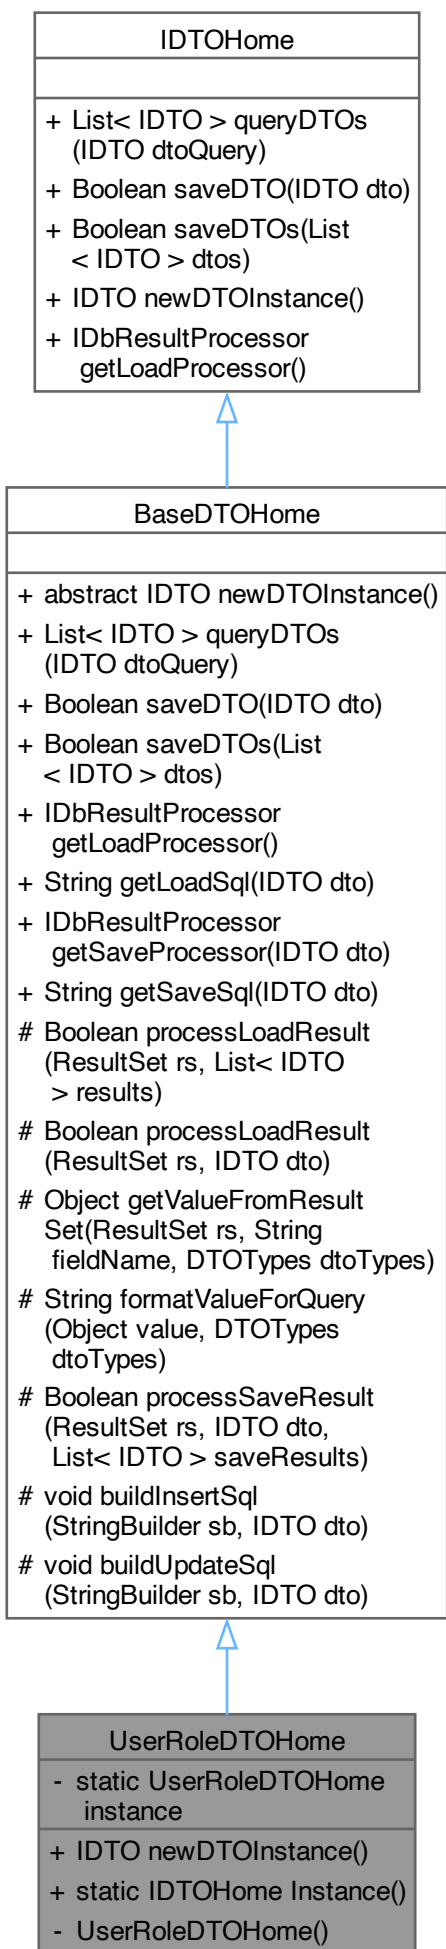 IDTOHome
+ List< IDTO > queryDTOs
(IDTO dtoQuery)
+ Boolean saveDTO(IDTO dto)
+ Boolean saveDTOs(List
< IDTO > dtos)
+ IDTO newDTOInstance()
+ IDbResultProcessor
getLoadProcessor()
BaseDTOHome
+ abstract IDTO newDTOInstance()
+ List< IDTO > queryDTOs
(IDTO dtoQuery)
+ Boolean saveDTO(IDTO dto)
+ Boolean saveDTOs(List
< IDTO > dtos)
+ IDbResultProcessor
getLoadProcessor()
+ String getLoadSql(IDTO dto)
+ IDbResultProcessor
getSaveProcessor(IDTO dto)
+ String getSaveSql(IDTO dto)
# Boolean processLoadResult
(ResultSet rs, List< IDTO
> results)
# Boolean processLoadResult
(ResultSet rs, IDTO dto)
# Object getValueFromResult
Set(ResultSet rs, String
fieldName, DTOTypes dtoTypes)
# String formatValueForQuery
(Object value, DTOTypes
dtoTypes)
# Boolean processSaveResult
(ResultSet rs, IDTO dto,
List< IDTO > saveResults)
# void buildInsertSql
(StringBuilder sb, IDTO dto)
# void buildUpdateSql
(StringBuilder sb, IDTO dto)
UserRoleDTOHome
- static UserRoleDTOHome
instance
+ IDTO newDTOInstance()
+ static IDTOHome Instance()
- UserRoleDTOHome()